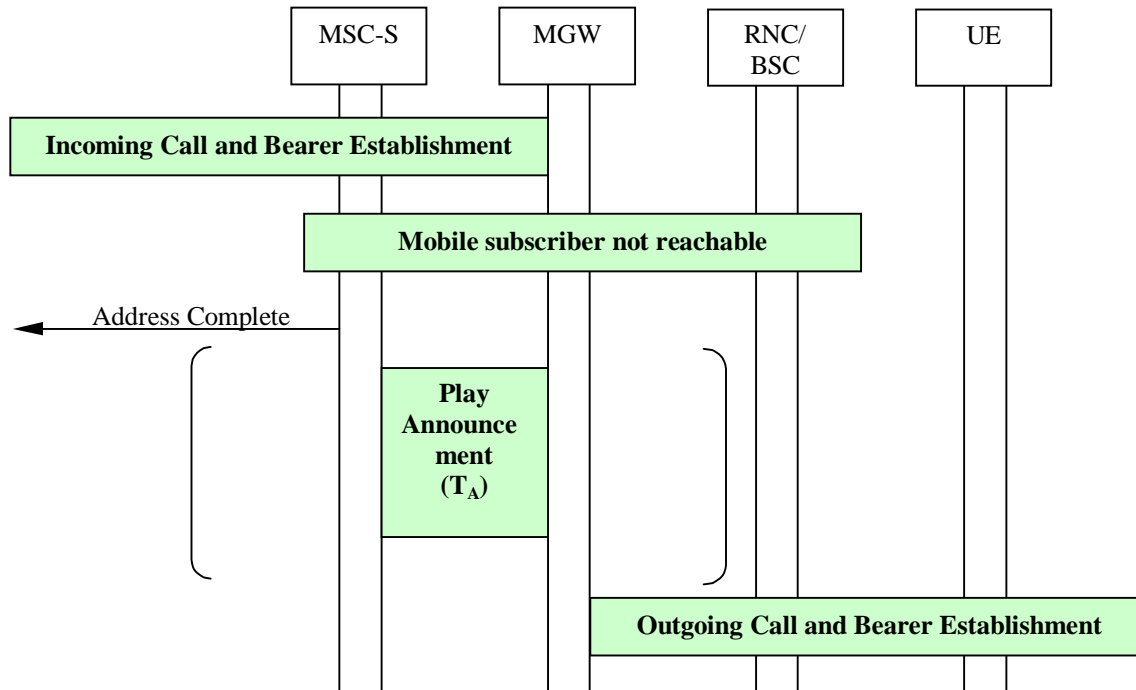 MSC-S
MGW
RNC/
BSC
UE
Incoming Call and Bearer Establishment
Mobile subscriber not reachable
Address Complete
Play
Announce
ment
(TA)
Outgoing Call and Bearer Establishment